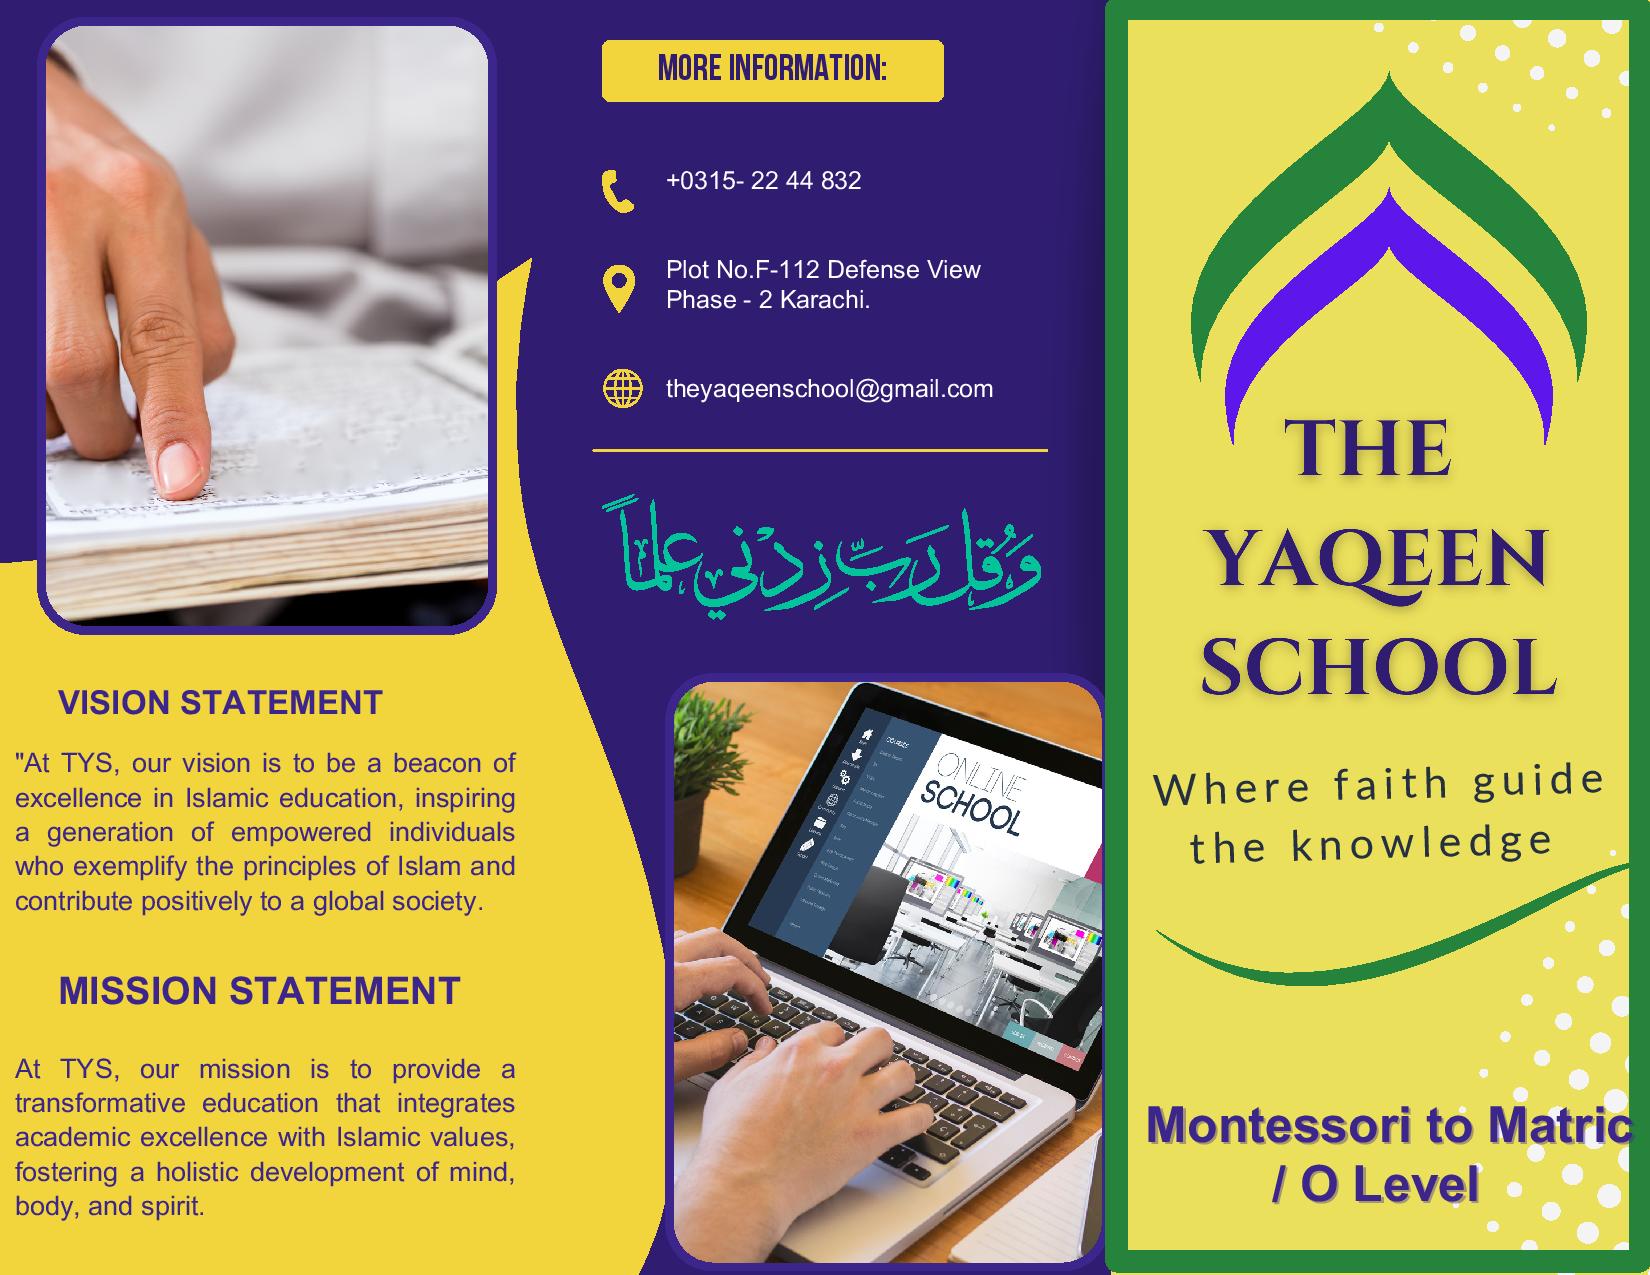 VISION STATEMENT
"At TYS, our vision is to be a beacon of
excellence in Islamic education, inspiring
a generation of empowered individuals
who exemplify the principles of Islam and
contribute positively to a global society.
MISSION STATEMENT
At TYS, our mission is to provide a
transformative education that integrates
academic excellence with Islamic values,
fostering a holistic development of mind,
body, and spirit.
MORE INFORMATION:
+0315- 22 44 832
Plot No.F-112 Defense View
Phase - 2 Karachi.
theyaqeenschool@gmail.com
وَقُل رَبِّ زِدْنِي عِلْماً
COURSES
ONLINE
SCHOOL
THE
YAQEEN
SCHOOL
Where faith guide
the knowledge
Montessori to Matric
/ O Level